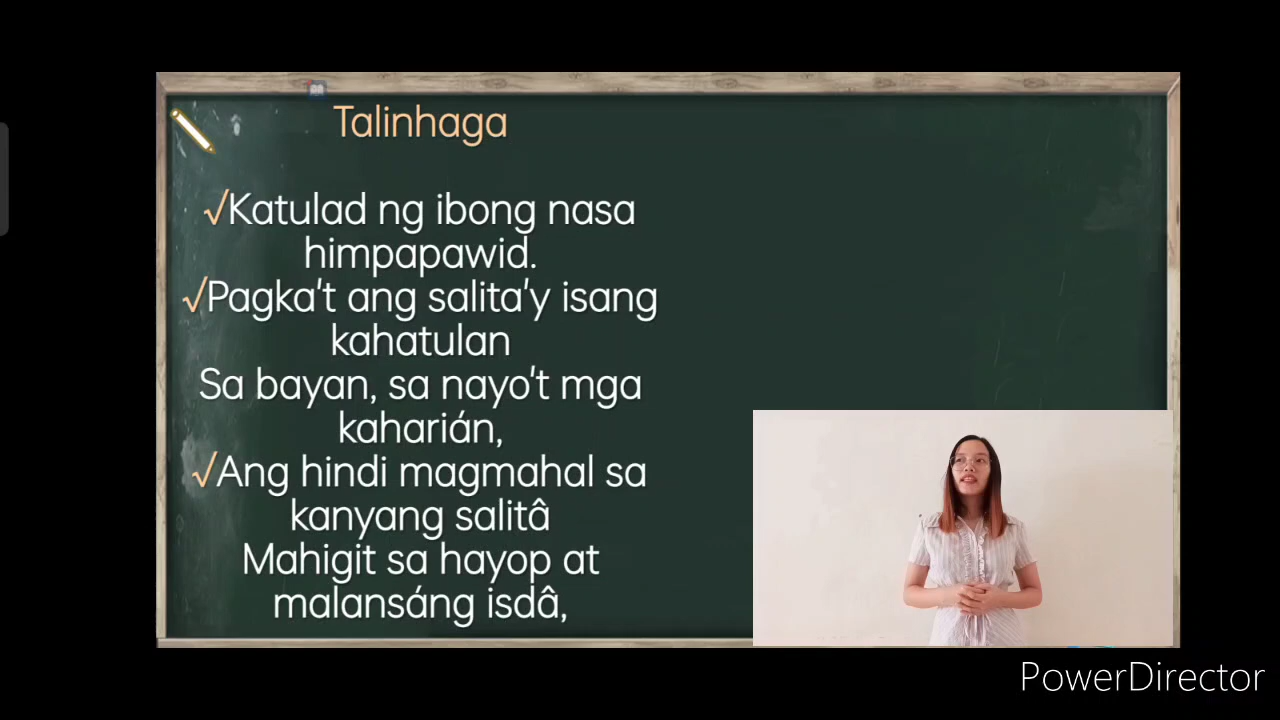 Talinhaga
√Katulad ng ibong nasa
himpapawid.
√Pagka't ang salita'y isang
kahatulan
Sa bayan, sa nayo't mga
kaharián,
√Ang hindi magmahal sa
kanyang salitâ
Mahigit sa hayop at
malansáng isdâ,
PowerDirector